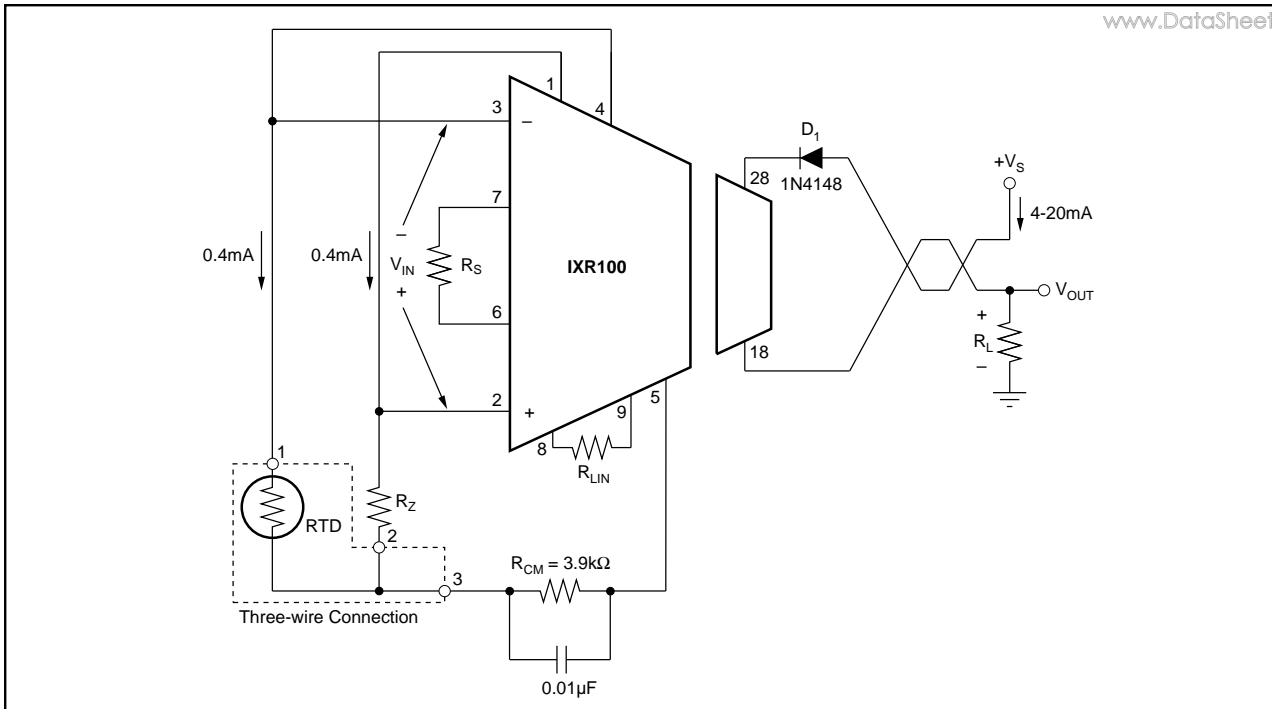 www.DataSheet
1
4
3
–
D1
1N4148
28
+VS
4-20mA
7
0.4mA
0.4mA
–
VIN
+
RS
IXR100
VOUT
+
RL
–
6
18
2
+
5
9
8
RLIN
1
RZ
RTD
2
RCM = 3.9kΩ
3
Three-wire Connection
0.01µF